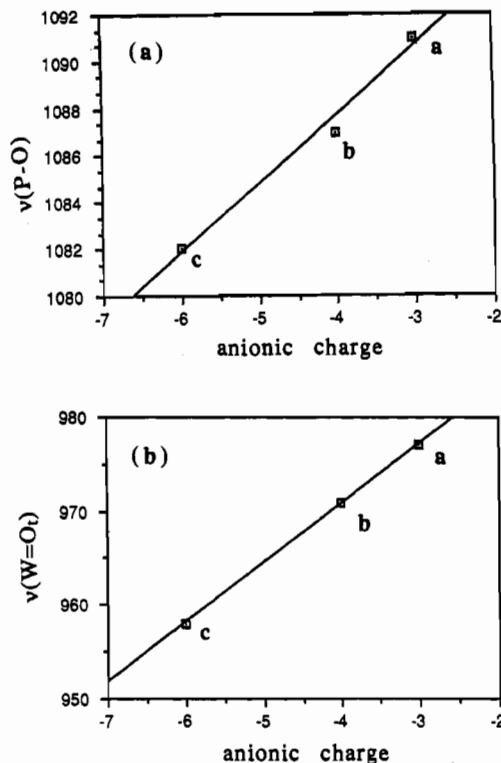 1092
(a)
a
1090
1088
b
ν(P-O)
1086
1084
1082
c
1080
-7 -6 -5 -4 -3 -2
anionic charge
980
(b)
a
970
b
ν(W=Oₜ)
960
c
950
-7 -6 -5 -4 -3 -2
anionic charge